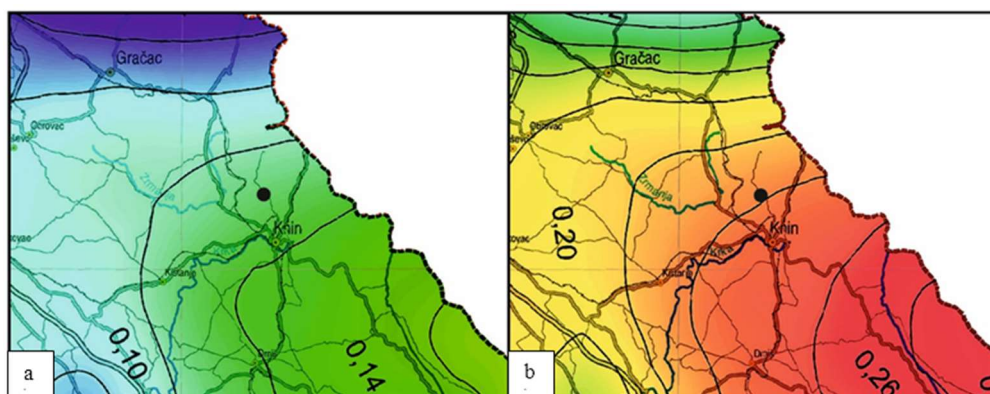 Gračac
Obrovac
Zrmanja
Knin
Kistanje
0,10
Drniš
0,14
a
Gračac
Obrovac
0,20
Zrmanja
Knin
Krka
Kistanje
Drniš
0,26
b